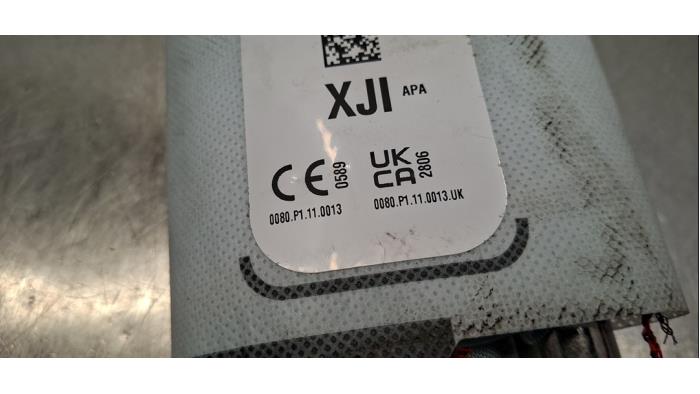 XJI APA
CE 0589
UK
CA 2806
0080.P1.11.0013
0080.P1.11.0013.UK